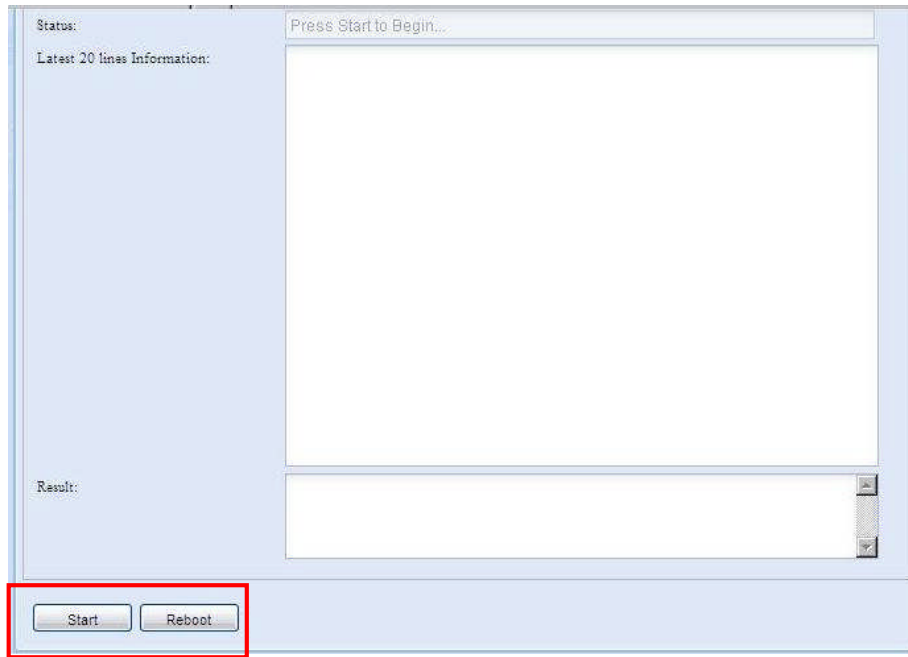 Status:
Press Start to Begin...
Latest 20 lines Information:
Result:
Start Reboot